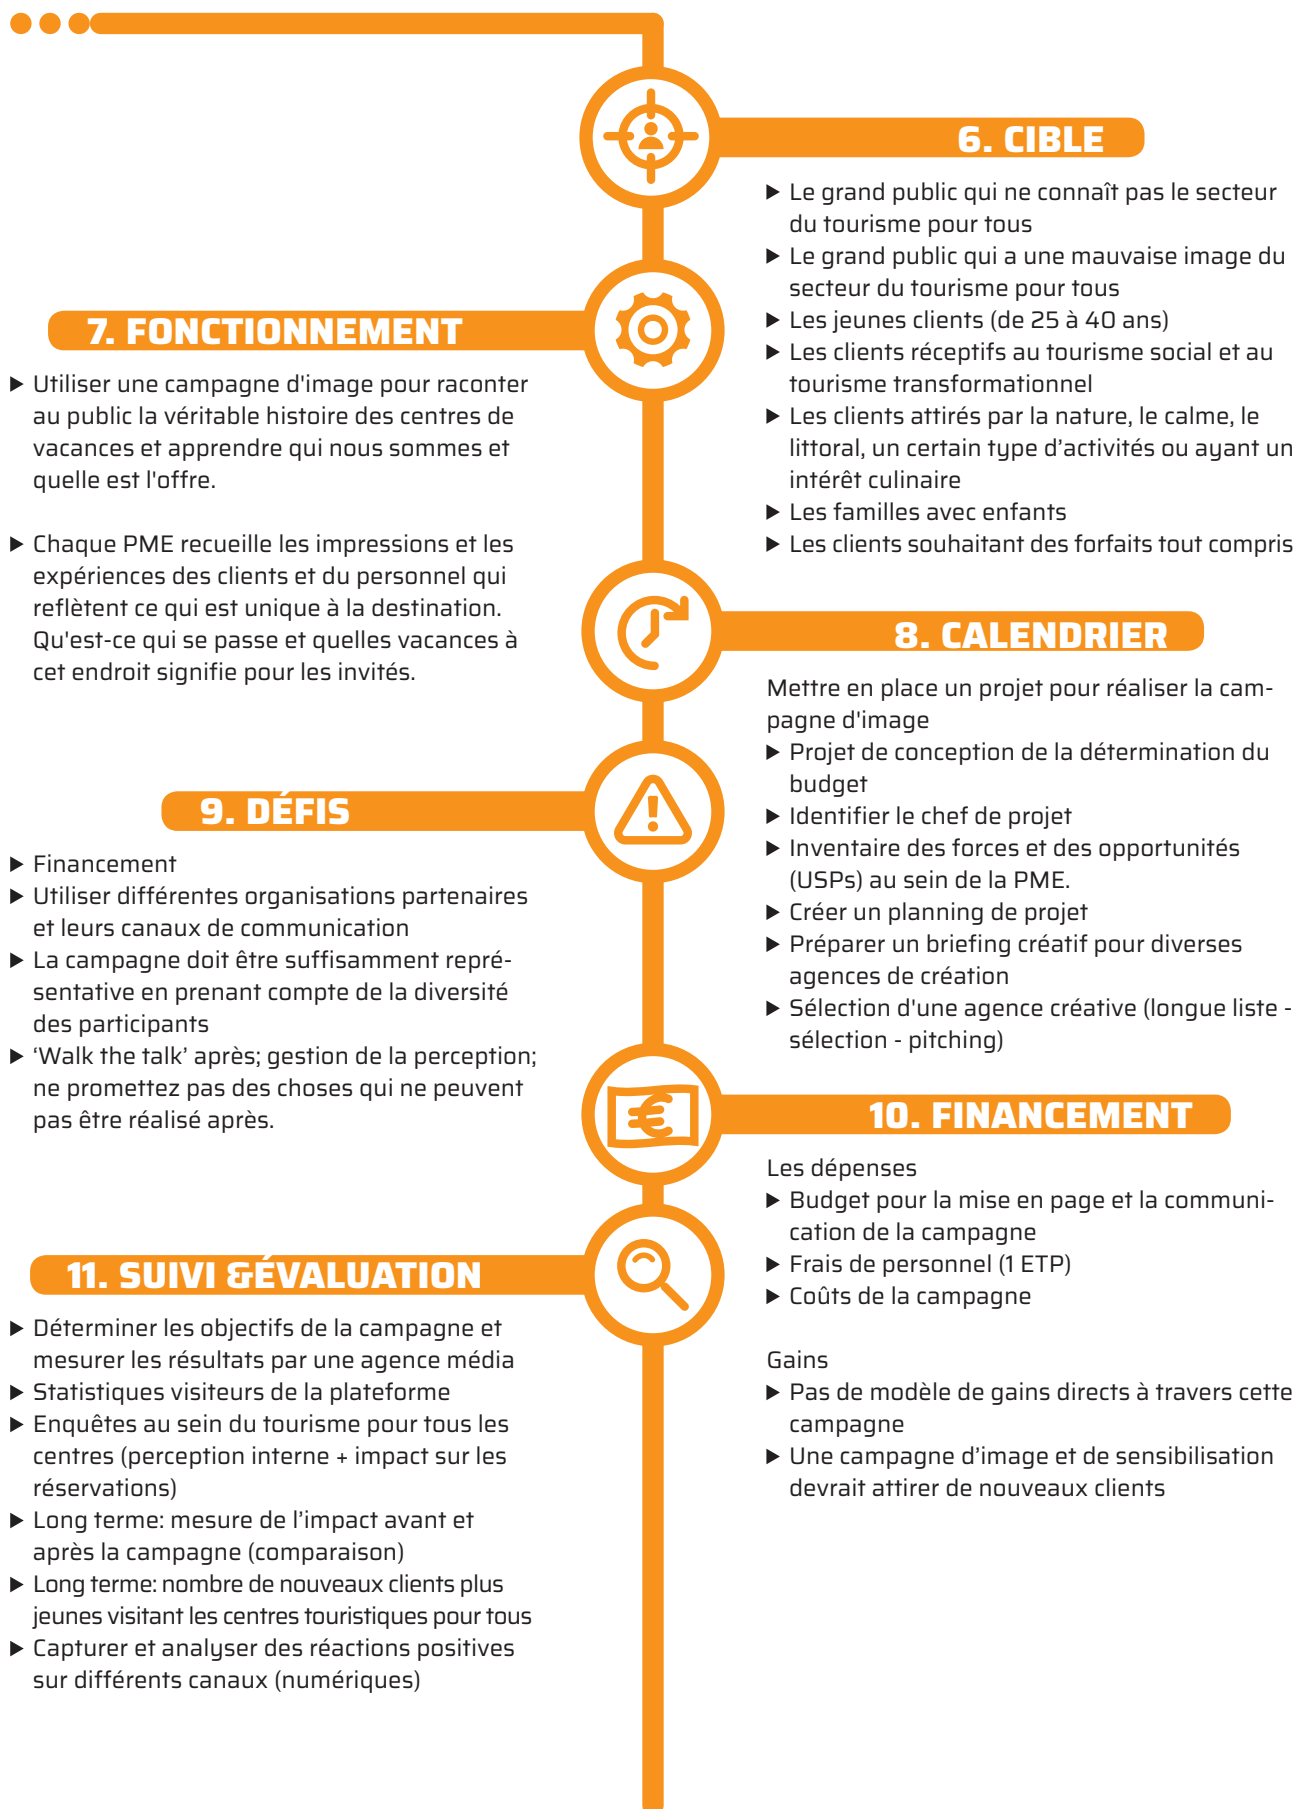 6. CIBLE
▶ Le grand public qui ne connaît pas le secteur
du tourisme pour tous
▶ Le grand public qui a une mauvaise image du
secteur du tourisme pour tous
▶ Les jeunes clients (de 25 à 40 ans)
▶ Les clients réceptifs au tourisme social et au
tourisme transformationnel
▶ Les clients attirés par la nature, le calme, le
littoral, un certain type d’activités ou ayant un
intérêt culinaire
▶ Les familles avec enfants
▶ Les clients souhaitant des forfaits tout compris
7. FONCTIONNEMENT
▶ Utiliser une campagne d'image pour raconter
au public la véritable histoire des centres de
vacances et apprendre qui nous sommes et
quelle est l'offre.
▶ Chaque PME recueille les impressions et les
expériences des clients et du personnel qui
reflètent ce qui est unique à la destination.
Qu'est-ce qui se passe et quelles vacances à
cet endroit signifie pour les invités.
8. CALENDRIER
Mettre en place un projet pour réaliser la cam-
pagne d'image
▶ Projet de conception de la détermination du
budget
▶ Identifier le chef de projet
▶ Inventaire des forces et des opportunités
(USPs) au sein de la PME.
▶ Créer un planning de projet
▶ Préparer un briefing créatif pour diverses
agences de création
▶ Sélection d'une agence créative (longue liste -
sélection - pitching)
9. DÉFIS
▶ Financement
▶ Utiliser différentes organisations partenaires
et leurs canaux de communication
▶ La campagne doit être suffisamment repré-
sentative en prenant compte de la diversité
des participants
▶ ‘Walk the talk’ après; gestion de la perception;
ne promettez pas des choses qui ne peuvent
pas être réalisé après.
10. FINANCEMENT
Les dépenses
▶ Budget pour la mise en page et la communi-
cation de la campagne
▶ Frais de personnel (1 ETP)
▶ Coûts de la campagne
Gains
▶ Pas de modèle de gains directs à travers cette
campagne
▶ Une campagne d’image et de sensibilisation
devrait attirer de nouveaux clients
11. SUIVI &ÉVALUATION
▶ Déterminer les objectifs de la campagne et
mesurer les résultats par une agence média
▶ Statistiques visiteurs de la plateforme
▶ Enquêtes au sein du tourisme pour tous les
centres (perception interne + impact sur les
réservations)
▶ Long terme: mesure de l’impact avant et
après la campagne (comparaison)
▶ Long terme: nombre de nouveaux clients plus
jeunes visitant les centres touristiques pour tous
▶ Capturer et analyser des réactions positives
sur différents canaux (numériques)